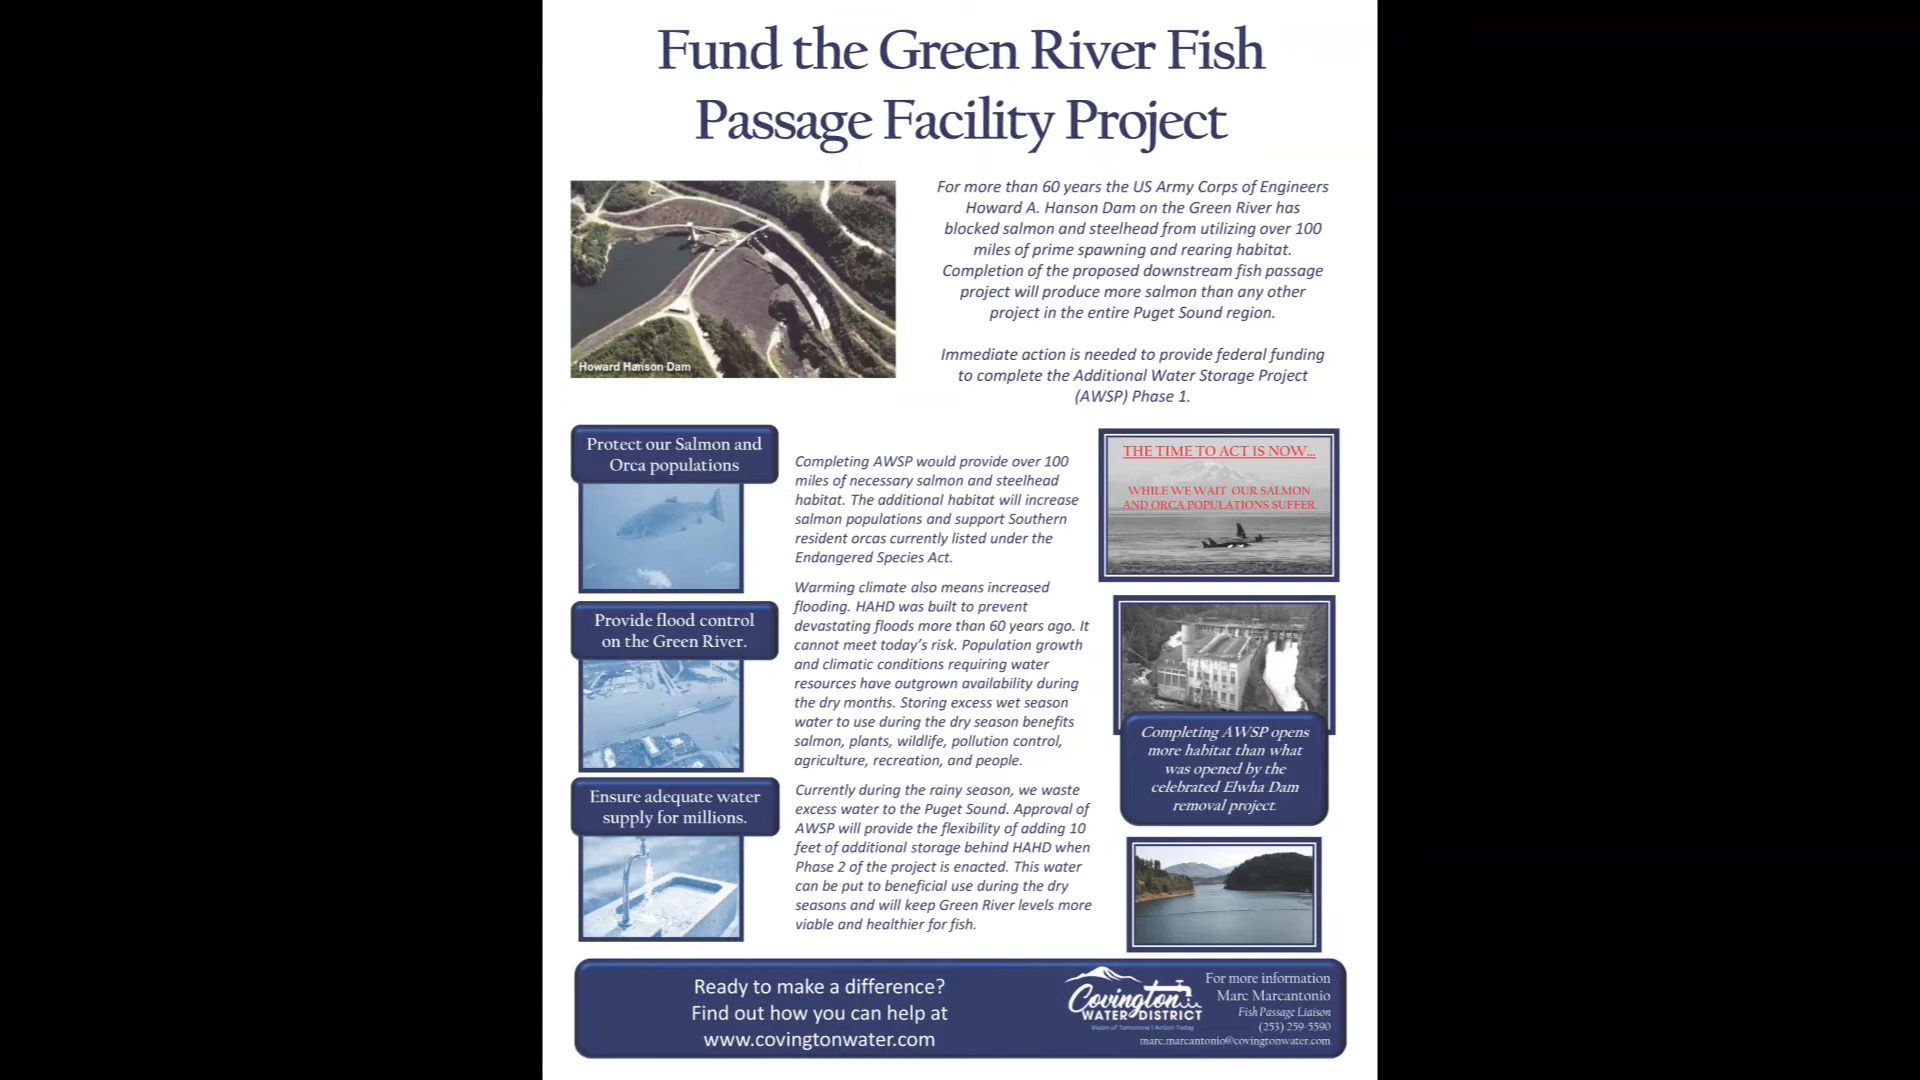 Fund the Green River Fish
Passage Facility Project
Howard Hanson Dam
For more than 60 years the US Army Corps of Engineers
Howard A. Hanson Dam on the Green River has
blocked salmon and steelhead from utilizing over 100
miles of prime spawning and rearing habitat.
Completion of the proposed downstream fish passage
project will produce more salmon than any other
project in the entire Puget Sound region.
Immediate action is needed to provide federal funding
to complete the Additional Water Storage Project
(AWSP) Phase 1.
Protect our Salmon and
Orca populations
Provide flood control
on the Green River.
Ensure adequate water
supply for millions.
Completing AWSP would provide over 100
miles of necessary salmon and steelhead
habitat. The additional habitat will increase
salmon populations and support Southern
resident orcas currently listed under the
Endangered Species Act.
Warming climate also means increased
flooding. HAHD was built to prevent
devastating floods more than 60 years ago. It
cannot meet today's risk. Population growth
and climatic conditions requiring water
resources have outgrown availability during
the dry months. Storing excess wet season
water to use during the dry season benefits
salmon, plants, wildlife, pollution control,
agriculture, recreation, and people.
Currently during the rainy season, we waste
excess water to the Puget Sound. Approval of
AWSP will provide the flexibility of adding 10
feet of additional storage behind HAHD when
Phase 2 of the project is enacted. This water
can be put to beneficial use during the dry
seasons and will keep Green River levels more
viable and healthier for fish.
THE TIME TO ACT IS NOW...
WHILE WE WAIT OUR SALMON
AND ORCA POPULATIONS SUFFER
Completing AWSP opens
more habitat than what
was opened by the
celebrated Elwha Dam
removal project.
Ready to make a difference?
Find out how you can help at
www.covingtonwater.com
Covington
WATER DISTRICT
Vision of Tomorrow | Action Today
For more information
Marc Marcantonio
Fish Passage Liaison
(253) 259-5590
marc.marcantonio@covingtonwater.com